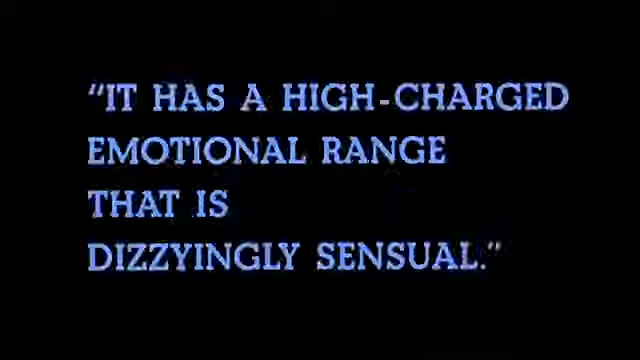 “IT HAS A HIGH-CHARGED
EMOTIONAL RANGE
THAT IS
DIZZYINGLY SENSUAL.”